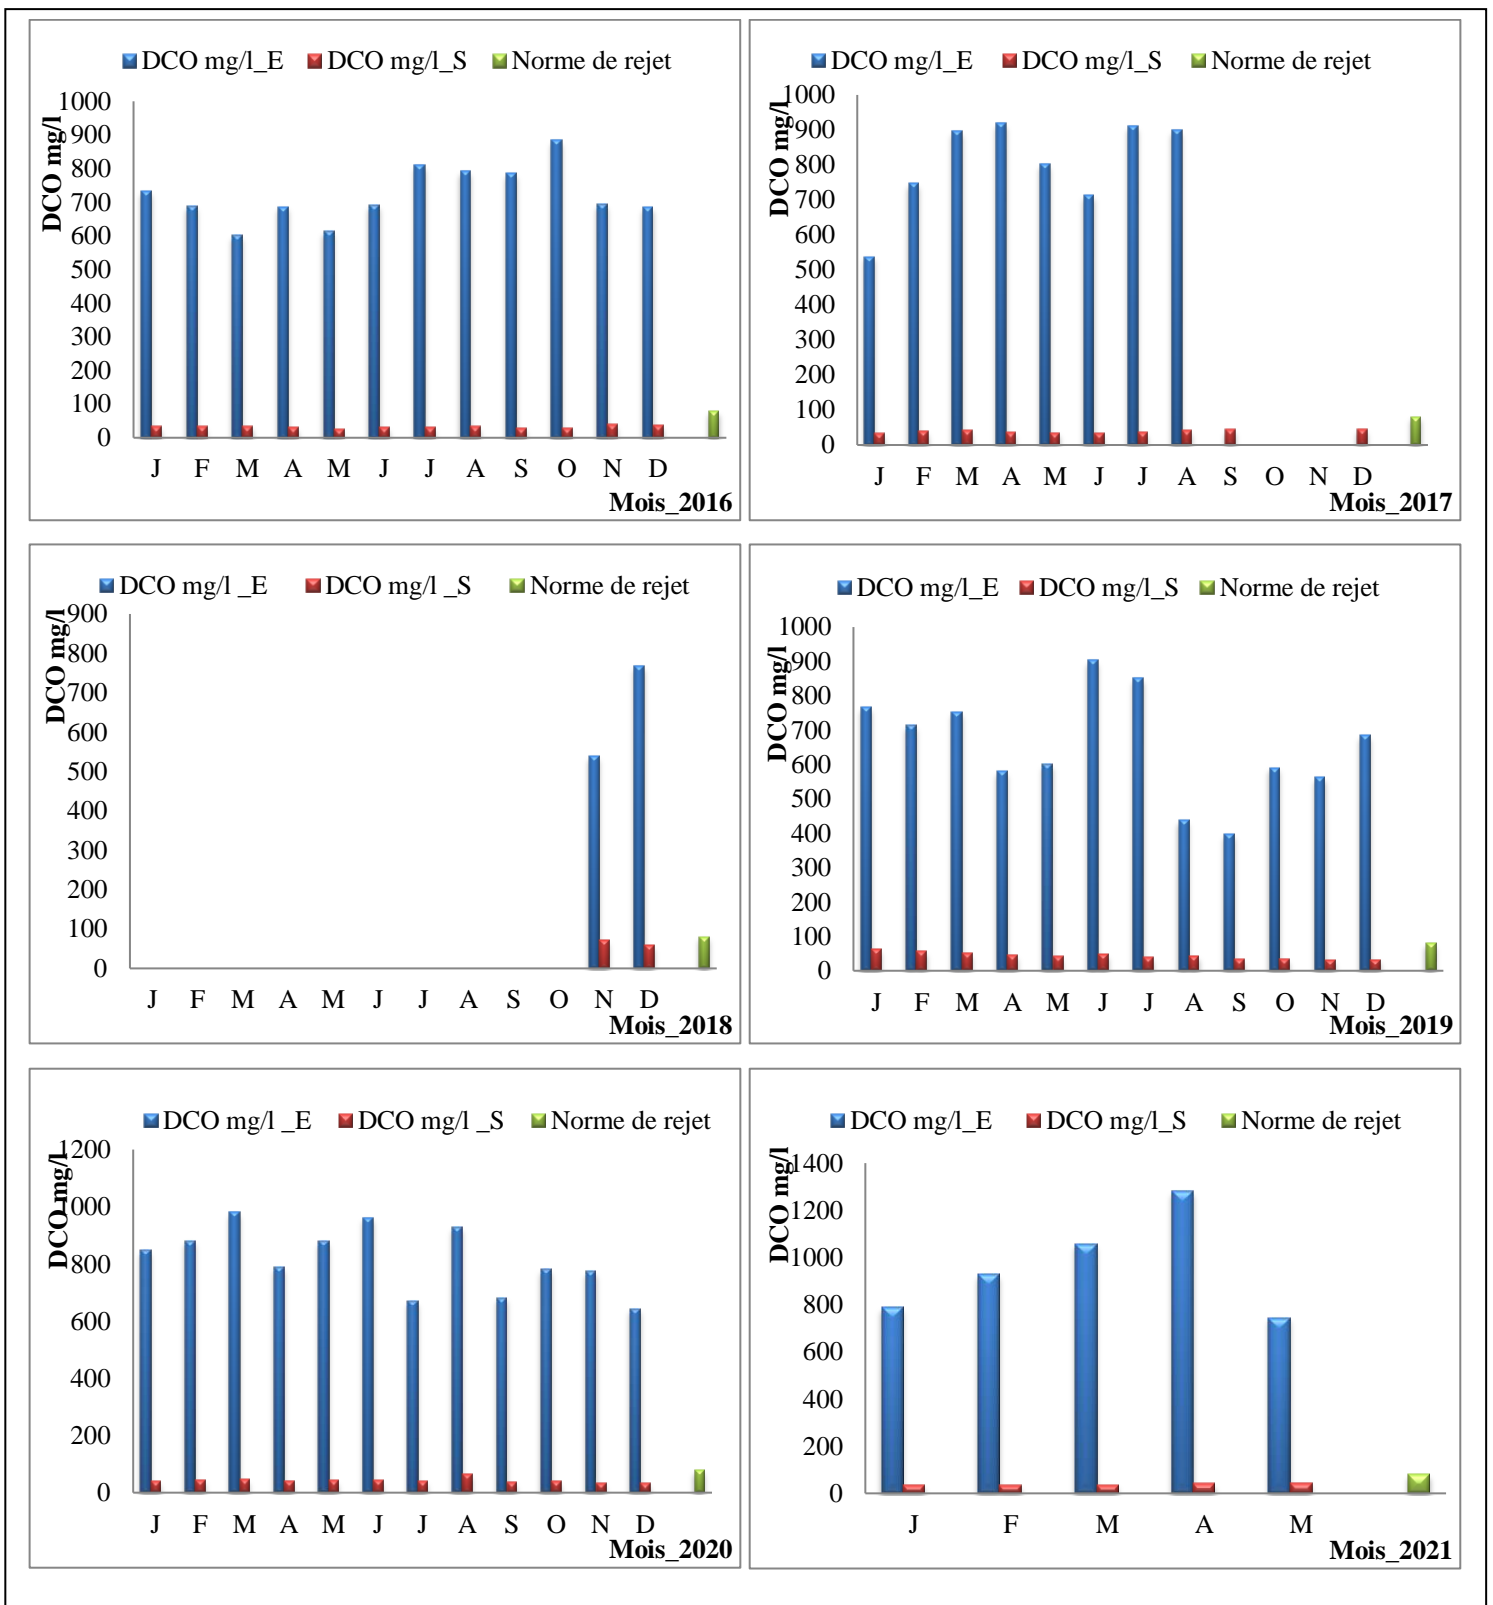 DCO mg/l_E DCO mg/l_S Norme de rejet
DCO mg/l
1000
900
800
700
600
500
400
300
200
100
0
J F M A M J J A S O N D
Mois_2016
DCO mg/l_E DCO mg/l_S Norme de rejet
DCO mg/l
1000
900
800
700
600
500
400
300
200
100
0
J F M A M J J A S O N D
Mois_2017
DCO mg/l _E DCO mg/l _S Norme de rejet
DCO mg/l
900
800
700
600
500
400
300
200
100
0
J F M A M J J A S O N D
Mois_2018
DCO mg/l_E DCO mg/l_S Norme de rejet
DCO mg/l
1000
900
800
700
600
500
400
300
200
100
0
J F M A M J J A S O N D
Mois_2019
DCO mg/l _E DCO mg/l _S Norme de rejet
DCO mg/l
1200
1000
800
600
400
200
0
J F M A M J J A S O N D
Mois_2020
DCO mg/l_E DCO mg/l_S Norme de rejet
DCO mg/l
1400
1200
1000
800
600
400
200
0
J F M A M
Mois_2021